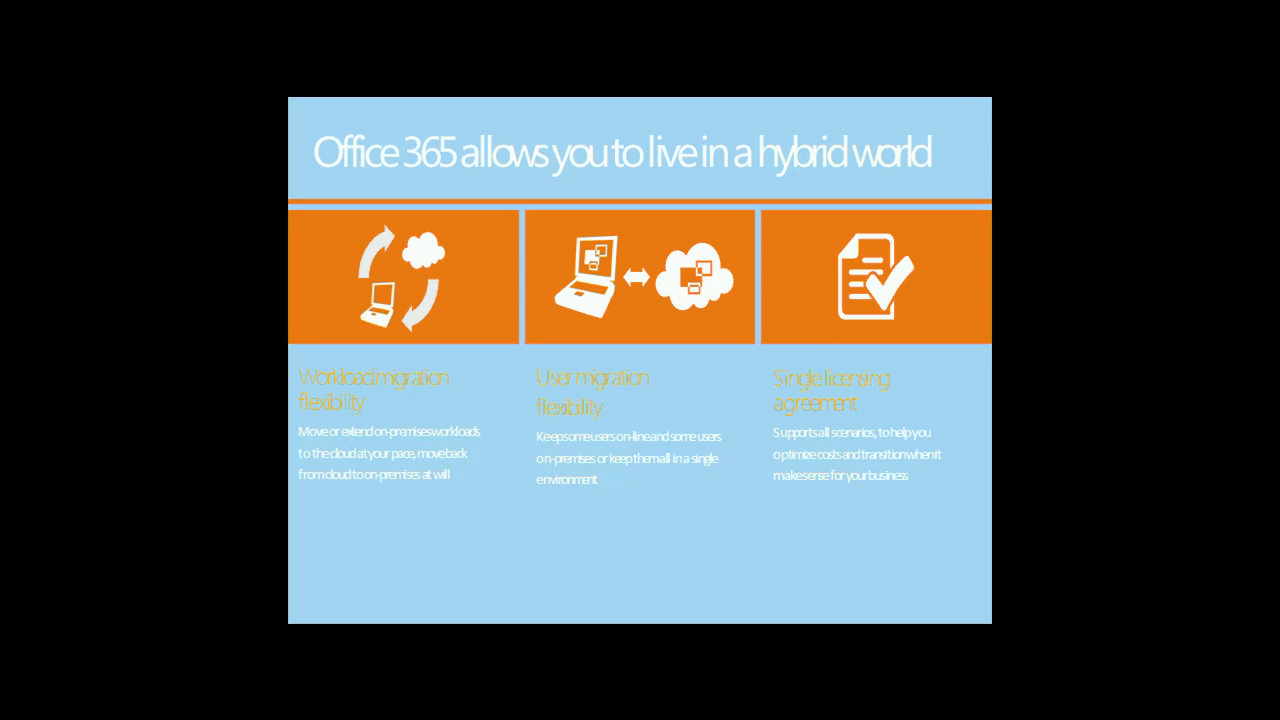 Office 365 allows you to live in a hybrid world
Workload migration
flexibility
Move or extend on-premises workloads
to the cloud at your pace, move back
from cloud to on-premises at will
User migration
flexibility
Keep some users on-line and some users
on-premises or keep them all in a single
environment
Single licensing
agreement
Supports all scenarios, to help you
optimize costs and transition when it
make sense for your business